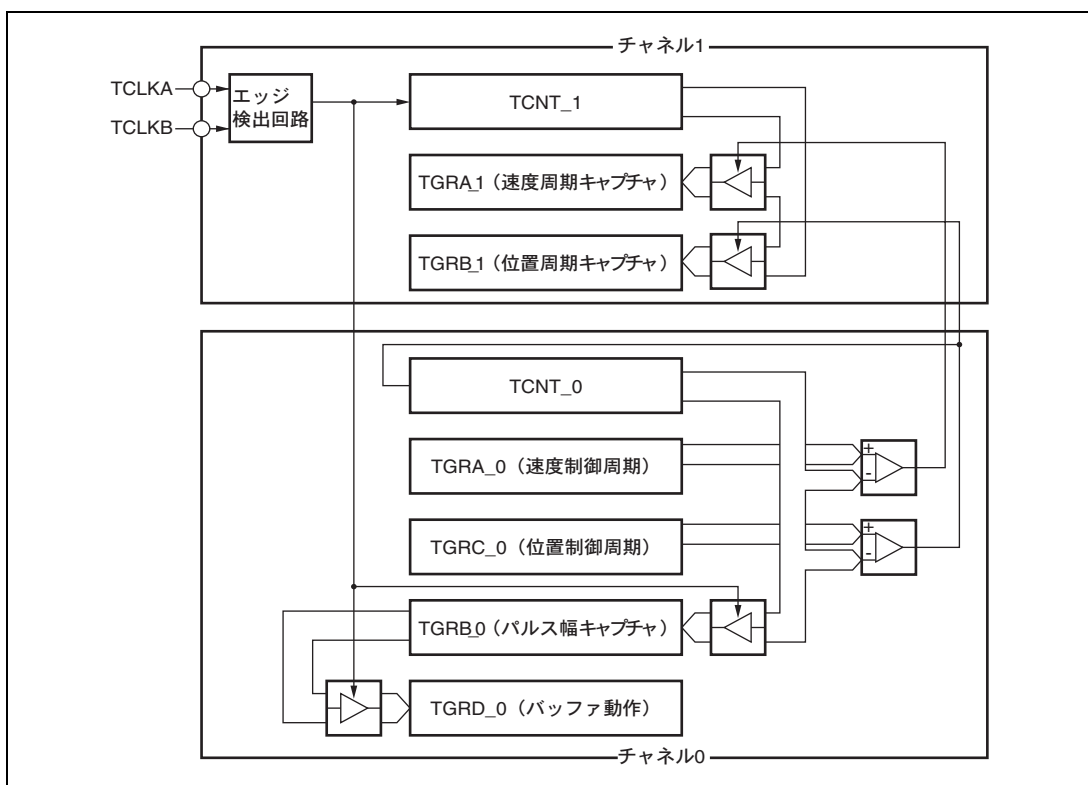 チャネル1
TCLKA
TCLKB
エッジ
検出回路
TCNT_1
TGRA_1（速度周期キャプチャ）
TGRB_1（位置周期キャプチャ）
TCNT_0
TGRA_0（速度制御周期）
+
-
TGRC_0（位置制御周期）
+
-
TGRB_0（パルス幅キャプチャ）
TGRD_0（バッファ動作）
チャネル0